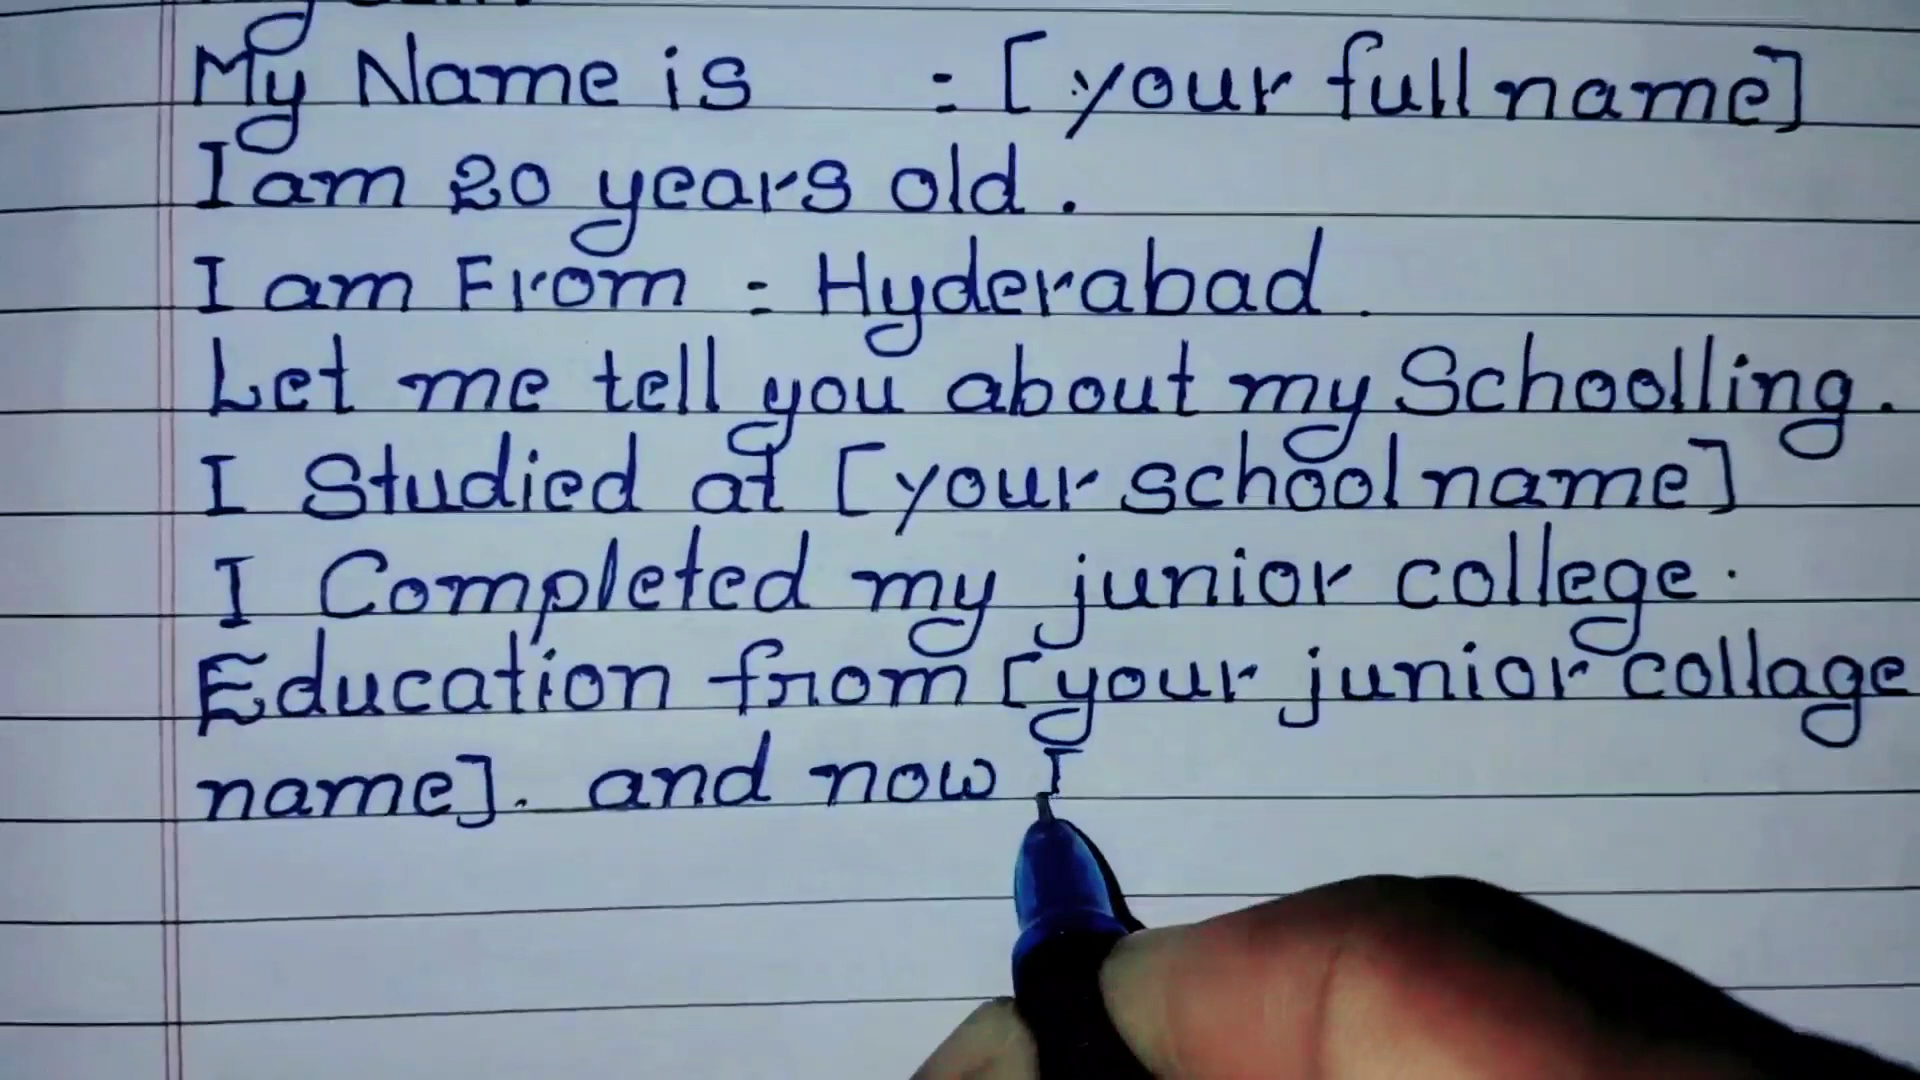 My Name is : [your full name]
I am 20 years old.
I am From : Hyderabad.
Let me tell you about my Schoolling.
I Studied at [your school name]
I Completed my junior college.
Education from [your junior collage
name]. and now I